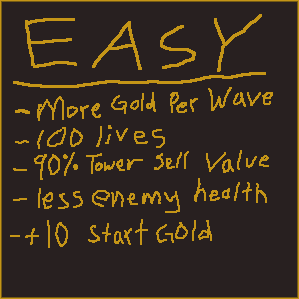 EASY
- More Gold Per Wave
- 100 lives
- 90% Tower Sell Value
- less enemy health
- +10 Start Gold